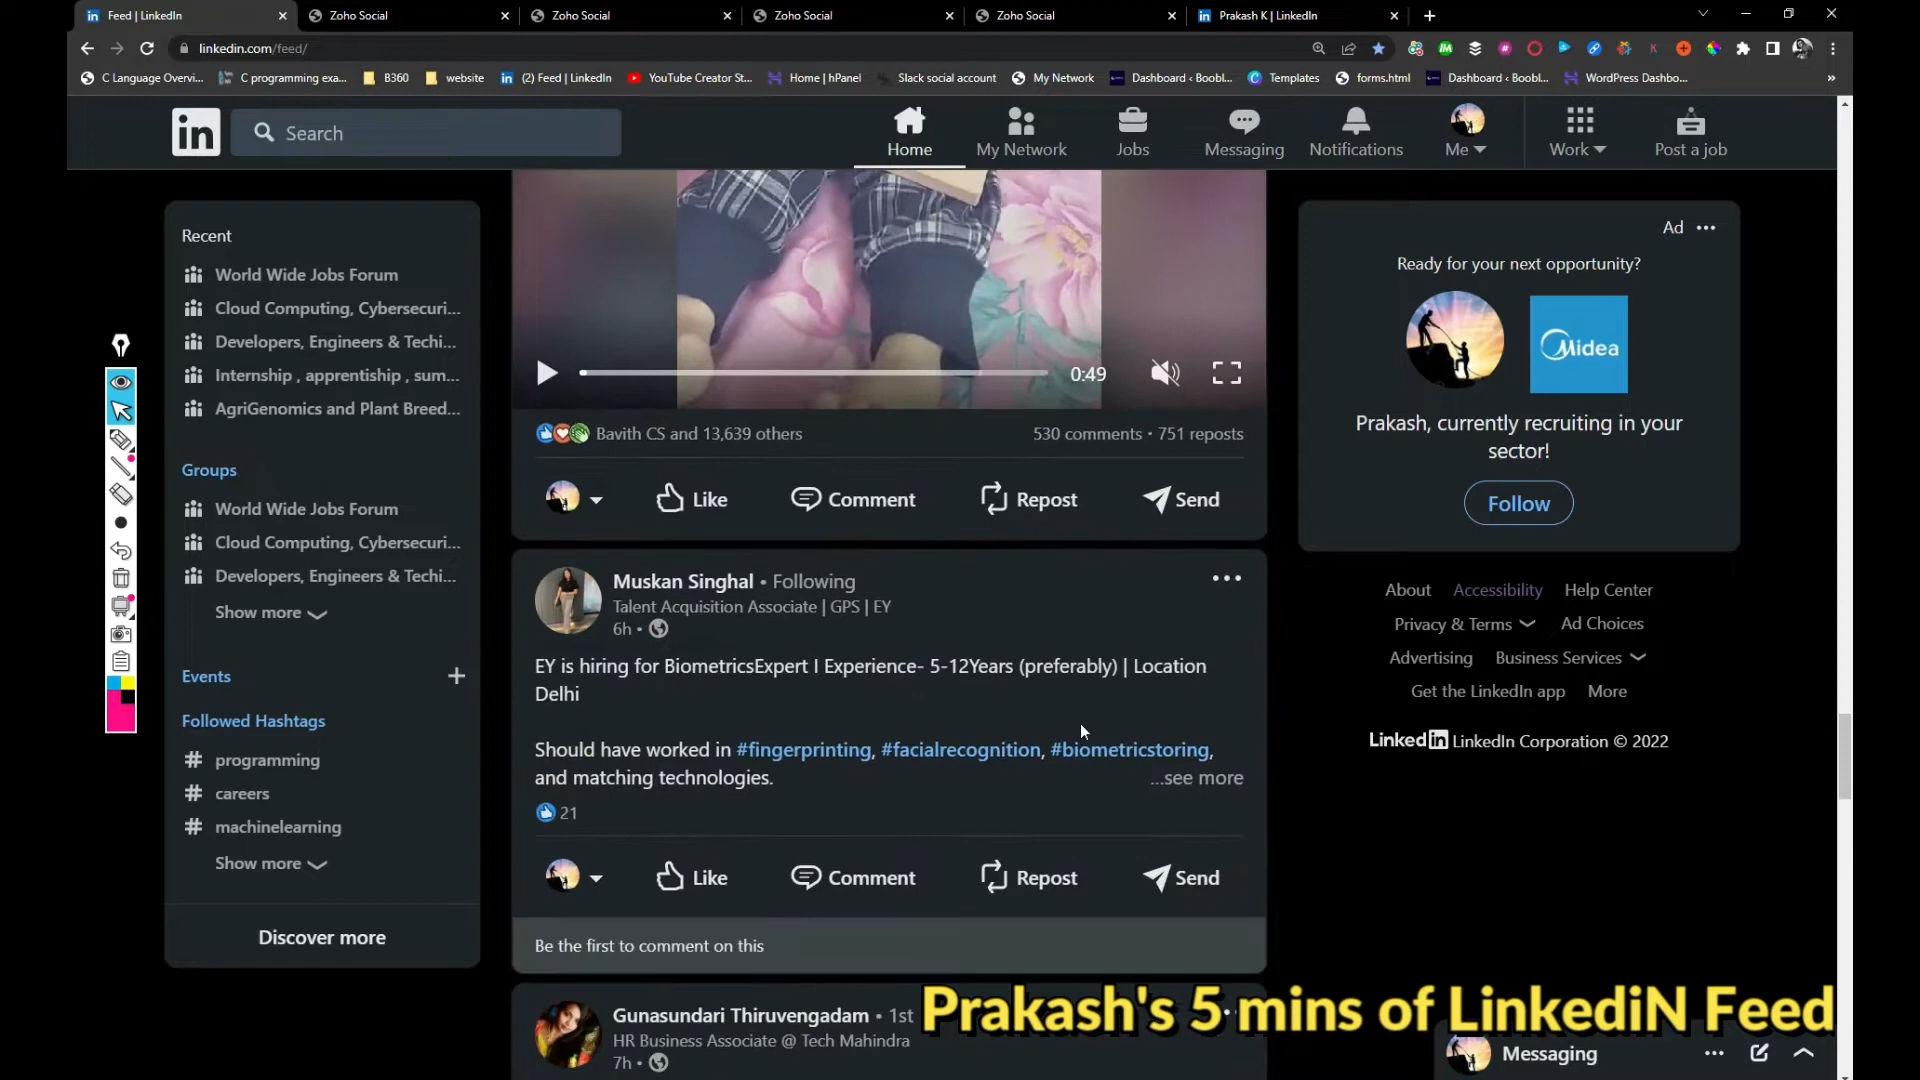 Feed | LinkedIn
Zoho Social
Zoho Social
Zoho Social
Zoho Social
Prakash K | LinkedIn
linkedin.com/feed/
C Language Overvi...
C programing exa...
B360
website
(2) Feed | LinkedIn
YouTube Creator St...
Home | hPanel
Slack social account
My Network
Dashboard ‹ Boobl...
Templates
forms.html
Dashboard ‹ Boobl...
WordPress Dashbo...
in
Search
Home
My Network
Jobs
Messaging
Notifications
Me
Work
Post a job
Recent
World Wide Jobs Forum
Cloud Computing, Cybersecuri...
Developers, Engineers & Techi...
Internship , apprentiship , sum...
AgriGenomics and Plant Breed...
Groups
World Wide Jobs Forum
Cloud Computing, Cybersecuri...
Developers, Engineers & Techi...
Show more
Events
Followed Hashtags
# programming
# careers
# machinelearning
Show more
Discover more
0:49
Bavith CS and 13,639 others
530 comments • 751 reposts
Like
Comment
Repost
Send
Muskan Singhal • Following
Talent Acquisition Associate | GPS | EY
6h •
EY is hiring for BiometricsExpert I Experience- 5-12Years (preferably) | Location
Delhi
Should have worked in #fingerprinting, #facialrecognition, #biometricstoring,
and matching technologies.
...see more
21
Like
Comment
Repost
Send
Be the first to comment on this
Gunasundari Thiruvengadam • 1st
HR Business Associate @ Tech Mahindra
7h •
Ad
Ready for your next opportunity?
Midea
Prakash, currently recruiting in your
sector!
Follow
About
Accessibility
Help Center
Privacy & Terms
Ad Choices
Advertising
Business Services
Get the LinkedIn app
More
LinkedIn LinkedIn Corporation © 2022
Prakash's 5 mins of LinkediN Feed
Messaging